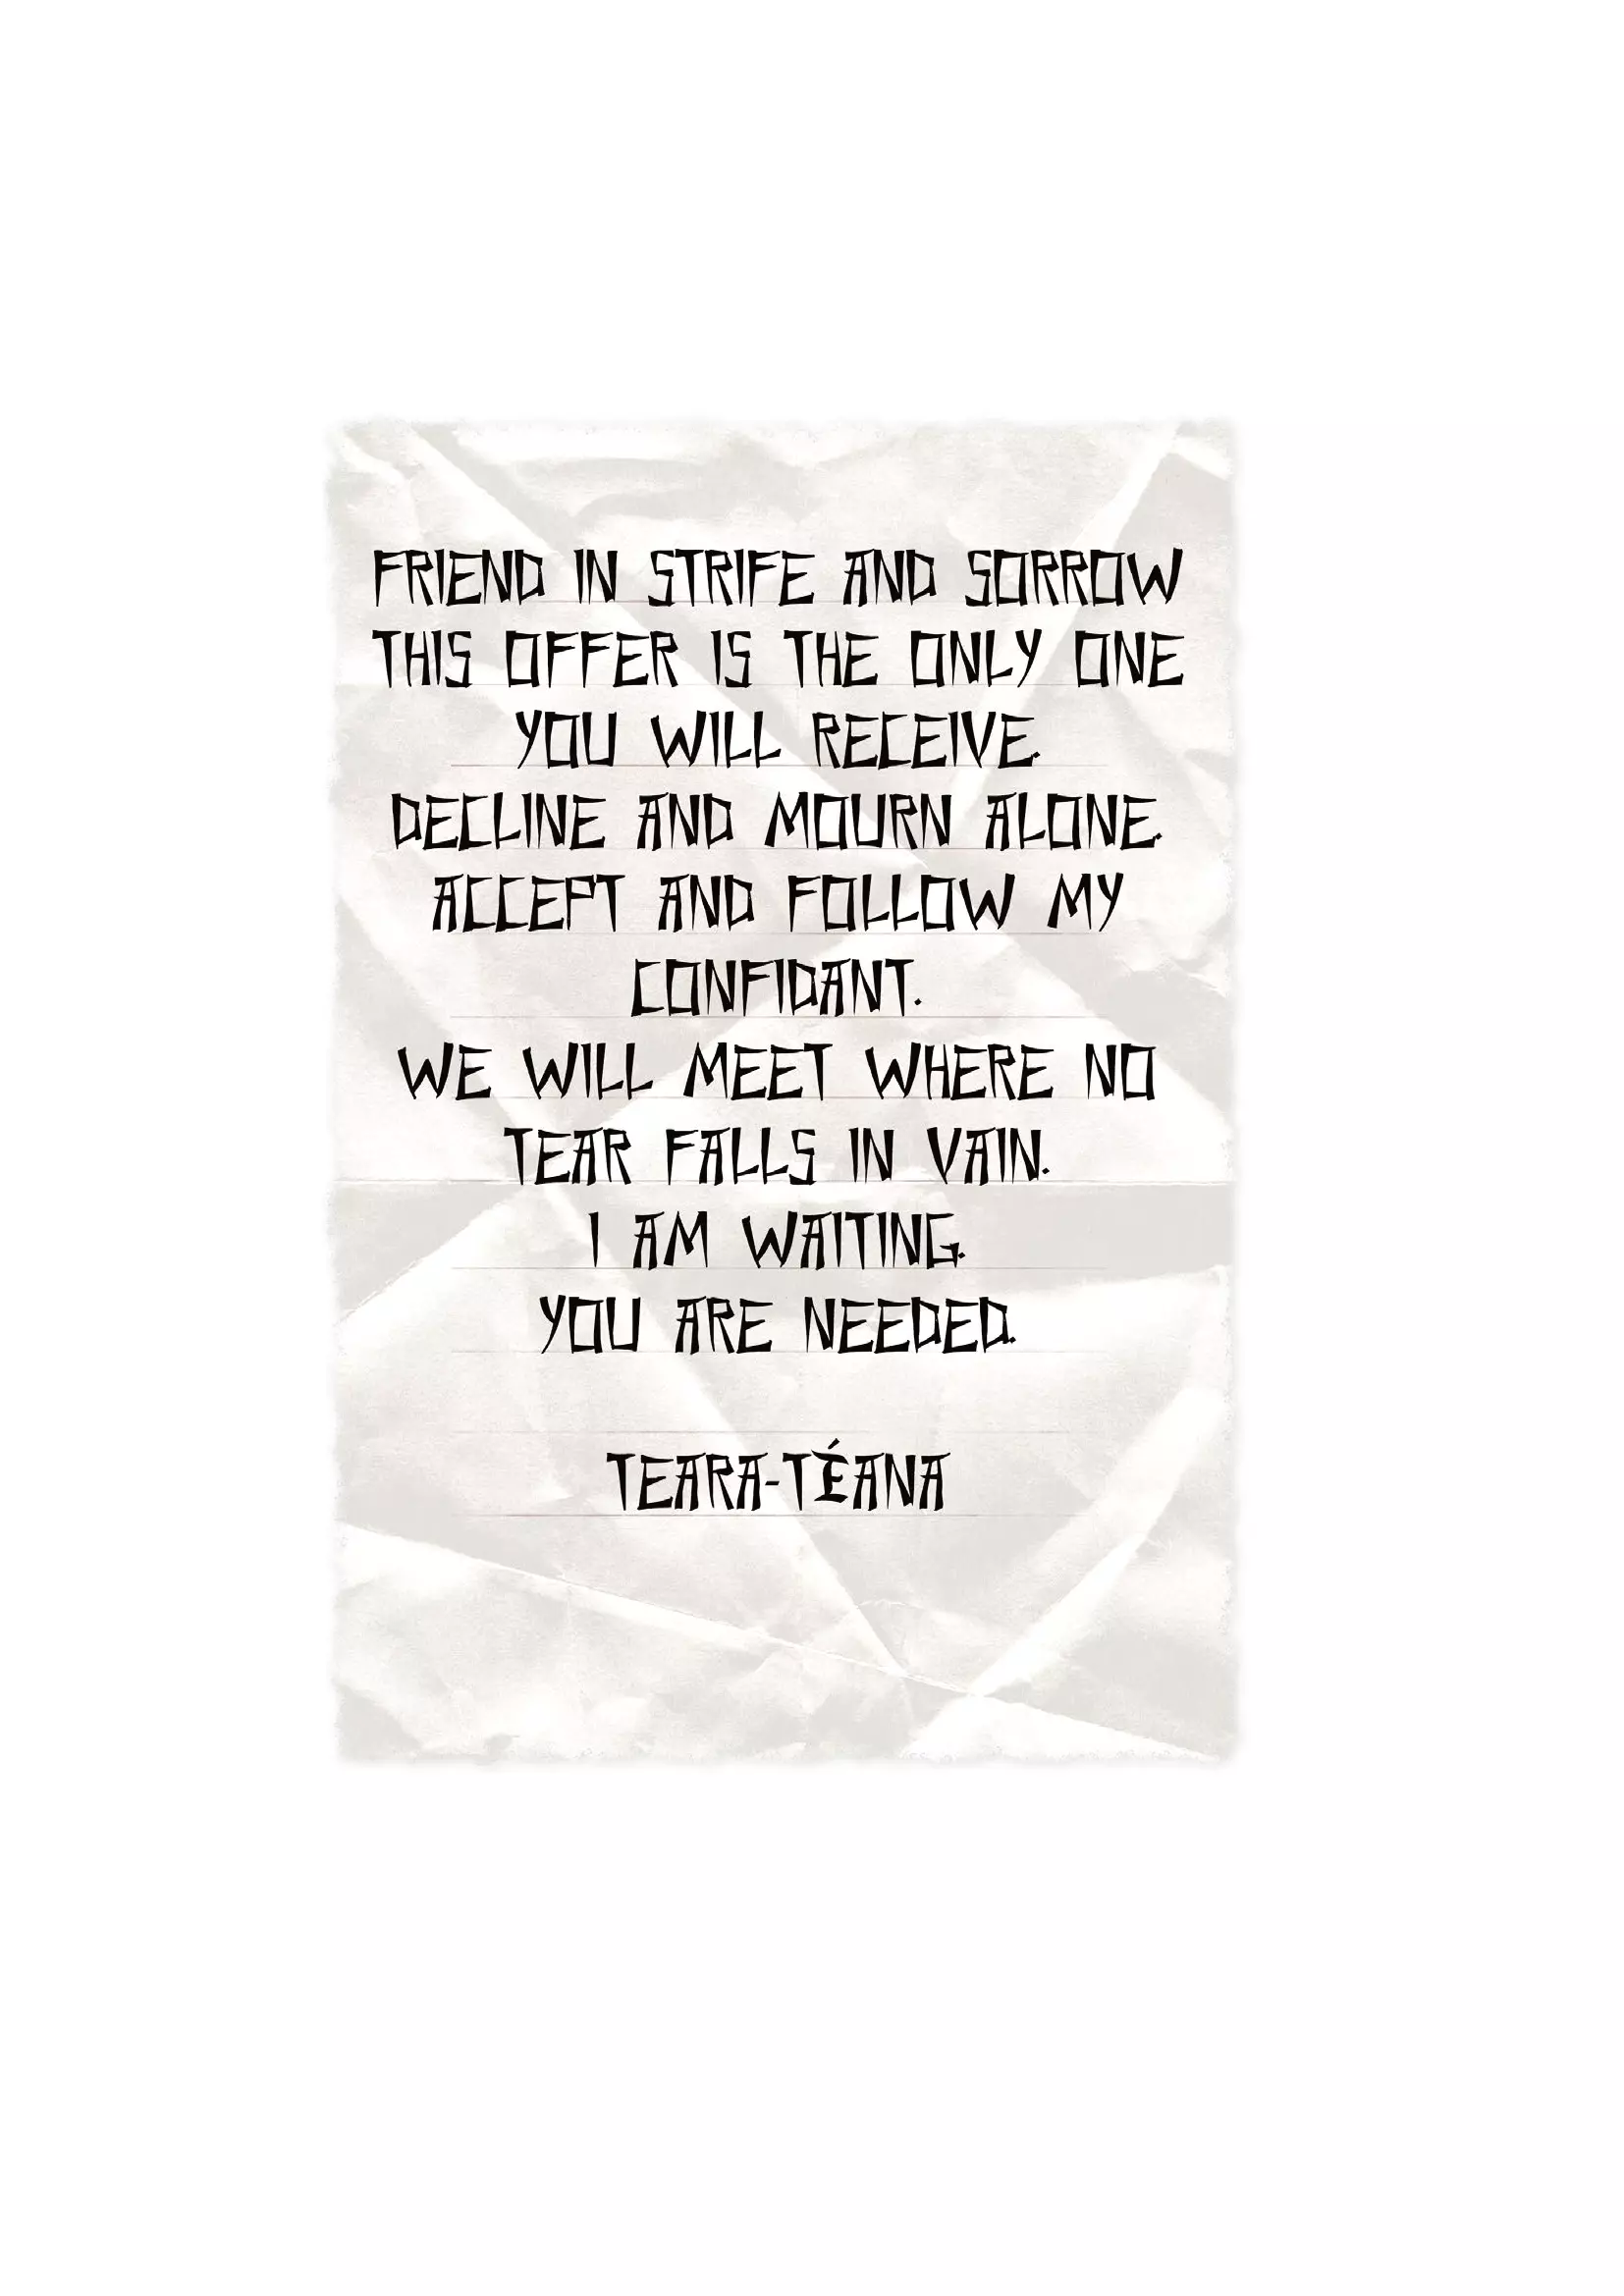 FRIEND IN STRIFE AND SORROW
THIS OFFER IS THE ONLY ONE
YOU WILL RECEIVE.
DECLINE AND MOURN ALONE.
ACCEPT AND FOLLOW MY
CONFIDANT.
WE WILL MEET WHERE NO
TEAR FALLS IN VAIN.
I AM WAITING.
YOU ARE NEEDED.
TEARA-TÉANA